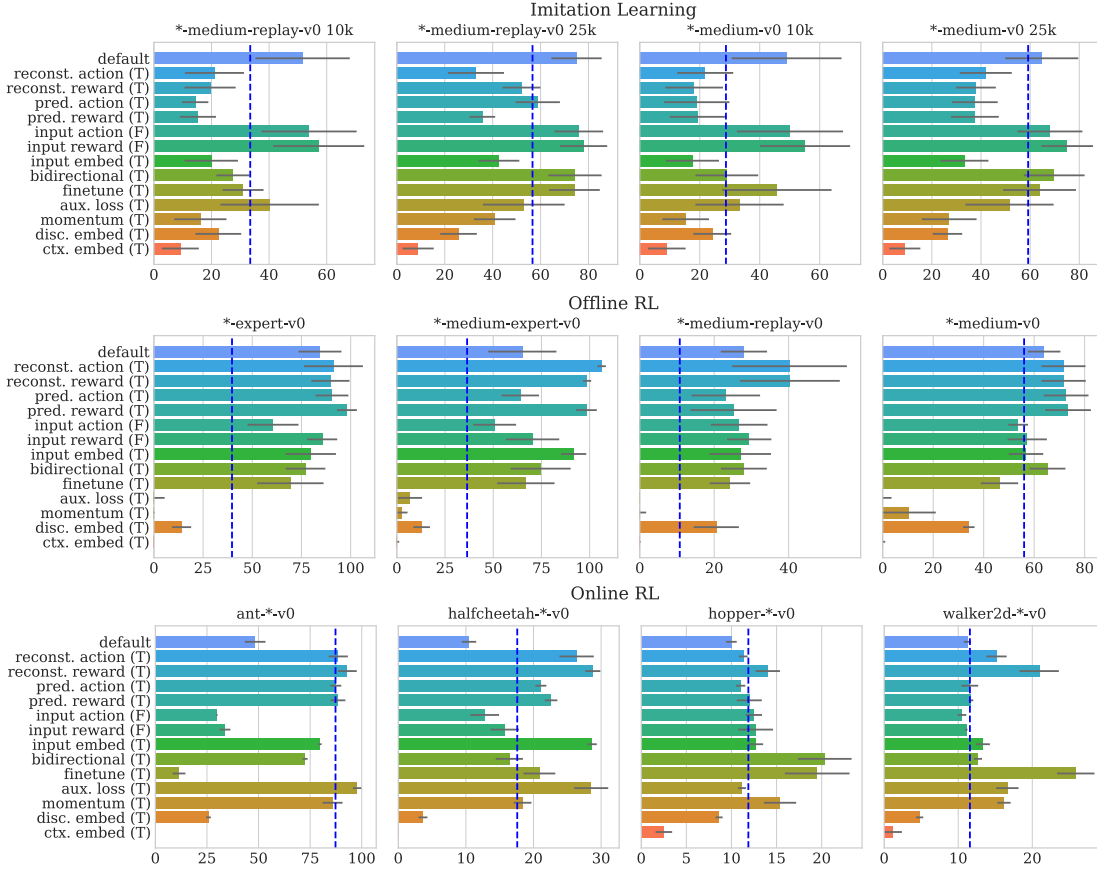 Imitation Learning
*-medium-replay-v0 10k
*-medium-replay-v0 25k
*-medium-v0 10k
*-medium-v0 25k
default
reconst. action (T)
reconst. reward (T)
pred. action (T)
pred. reward (T)
input action (F)
input reward (F)
input embed (T)
bidirectional (T)
finetune (T)
aux. loss (T)
momentum (T)
disc. embed (T)
ctx. embed (T)
0 20 40 60
0 20 40 60 80
0 20 40 60
0 20 40 60 80
Offline RL
*-expert-v0
*-medium-expert-v0
*-medium-replay-v0
*-medium-v0
default
reconst. action (T)
reconst. reward (T)
pred. action (T)
pred. reward (T)
input action (F)
input reward (F)
input embed (T)
bidirectional (T)
finetune (T)
aux. loss (T)
momentum (T)
disc. embed (T)
ctx. embed (T)
0 25 50 75 100
0 25 50 75 100
0 20 40
0 20 40 60 80
Online RL
ant-*-v0
halfcheetah-*-v0
hopper-*-v0
walker2d-*-v0
default
reconst. action (T)
reconst. reward (T)
pred. action (T)
pred. reward (T)
input action (F)
input reward (F)
input embed (T)
bidirectional (T)
finetune (T)
aux. loss (T)
momentum (T)
disc. embed (T)
ctx. embed (T)
0 25 50 75 100
0 10 20 30
0 5 10 15 20
0 10 20